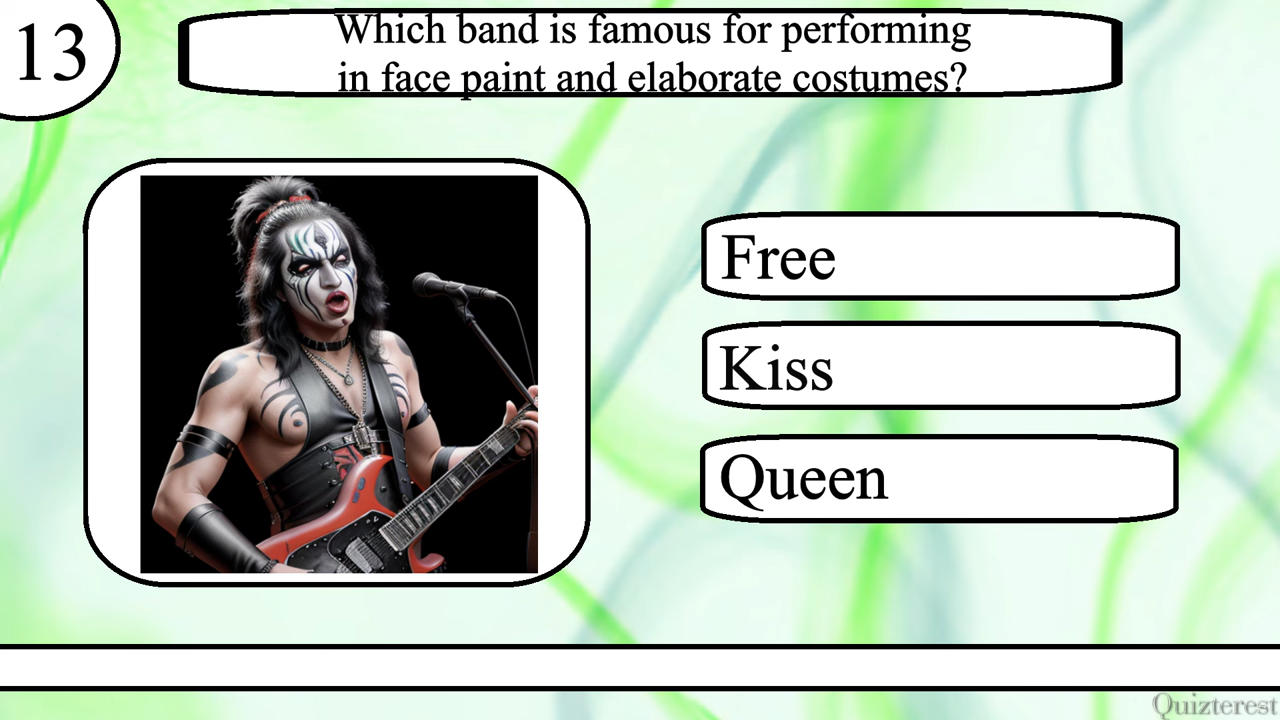 13
Which band is famous for performing
in face paint and elaborate costumes?
Free
Kiss
Queen
Quizterest